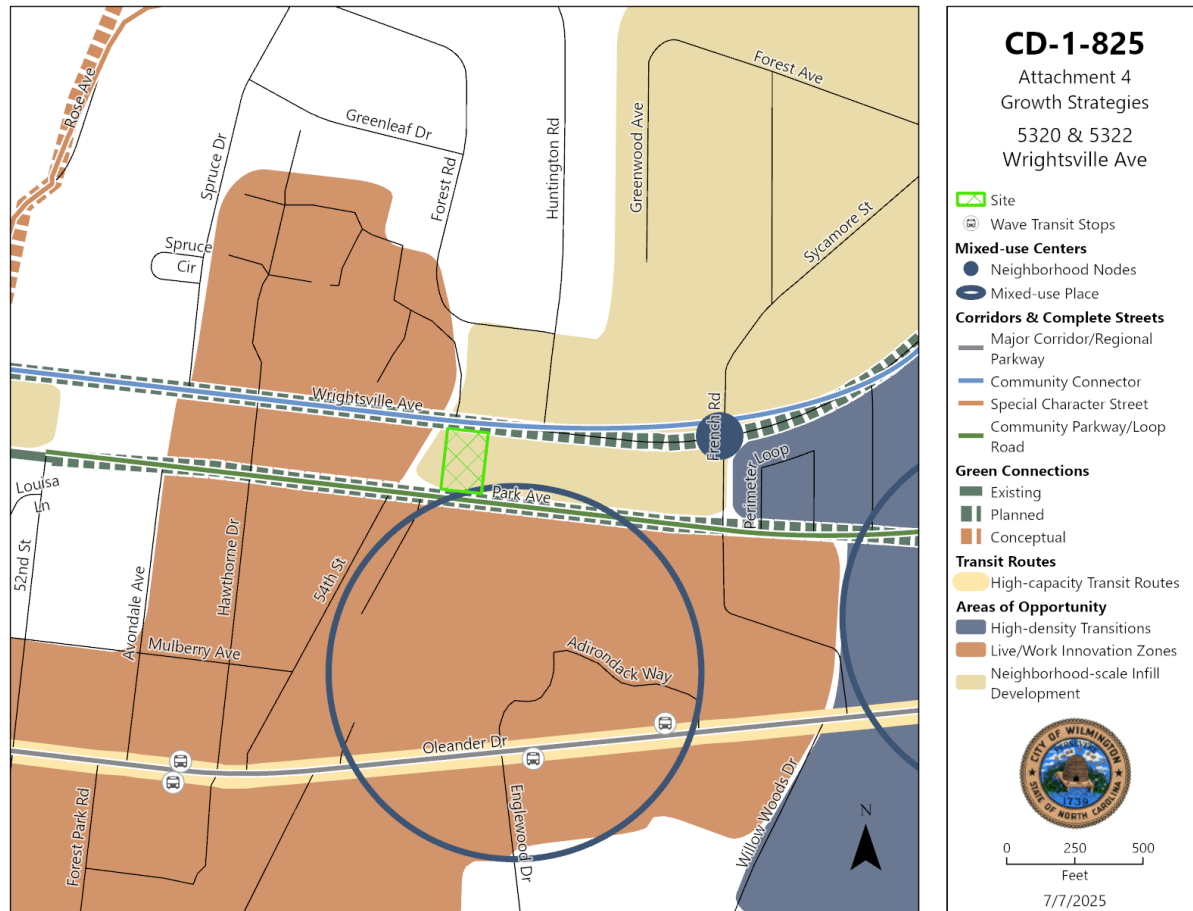 Rose Ave
Spruce Dr
Greenleaf Dr
Forest Rd
Huntington Rd
Greenwood Ave
Forest Ave
Sycamore St
Spruce
Cir
Wrightsville Ave
French Rd
Perimeter Loop
Park Ave
Louisa
Ln
52nd St
Avondale Ave
Hawthorne Dr
54th St
Mulberry Ave
Adirondack Way
Oleander Dr
Forest Park Rd
Englewood Dr
Willow Woods Dr
N
CD-1-825
Attachment 4
Growth Strategies
5320 & 5322
Wrightsville Ave
Site
Wave Transit Stops
Mixed-use Centers
Neighborhood Nodes
Mixed-use Place
Corridors & Complete Streets
Major Corridor/Regional
Parkway
Community Connector
Special Character Street
Community Parkway/Loop
Road
Green Connections
Existing
Planned
Conceptual
Transit Routes
High-capacity Transit Routes
Areas of Opportunity
High-density Transitions
Live/Work Innovation Zones
Neighborhood-scale Infill
Development
CITY OF WILMINGTON
PERSEVERE
1739
STATE OF NORTH CAROLINA
0 250 500
Feet
7/7/2025